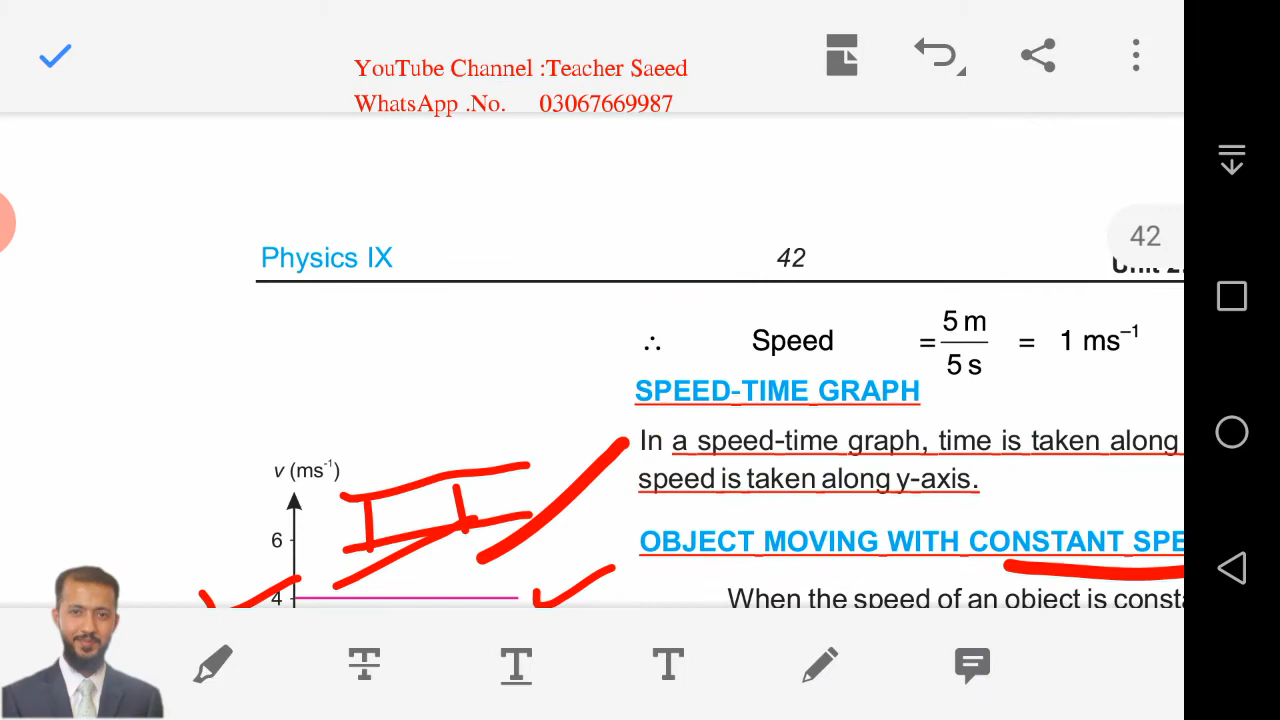 YouTube Channel :Teacher Saeed
WhatsApp .No. 03067669987
42
Physics IX
42
∴ Speed = 5 m / 5 s = 1 ms⁻¹
SPEED-TIME GRAPH
In a speed-time graph, time is taken along
speed is taken along y-axis.
v (ms⁻¹)
6
4
OBJECT MOVING WITH CONSTANT SPE
When the speed of an object is consta